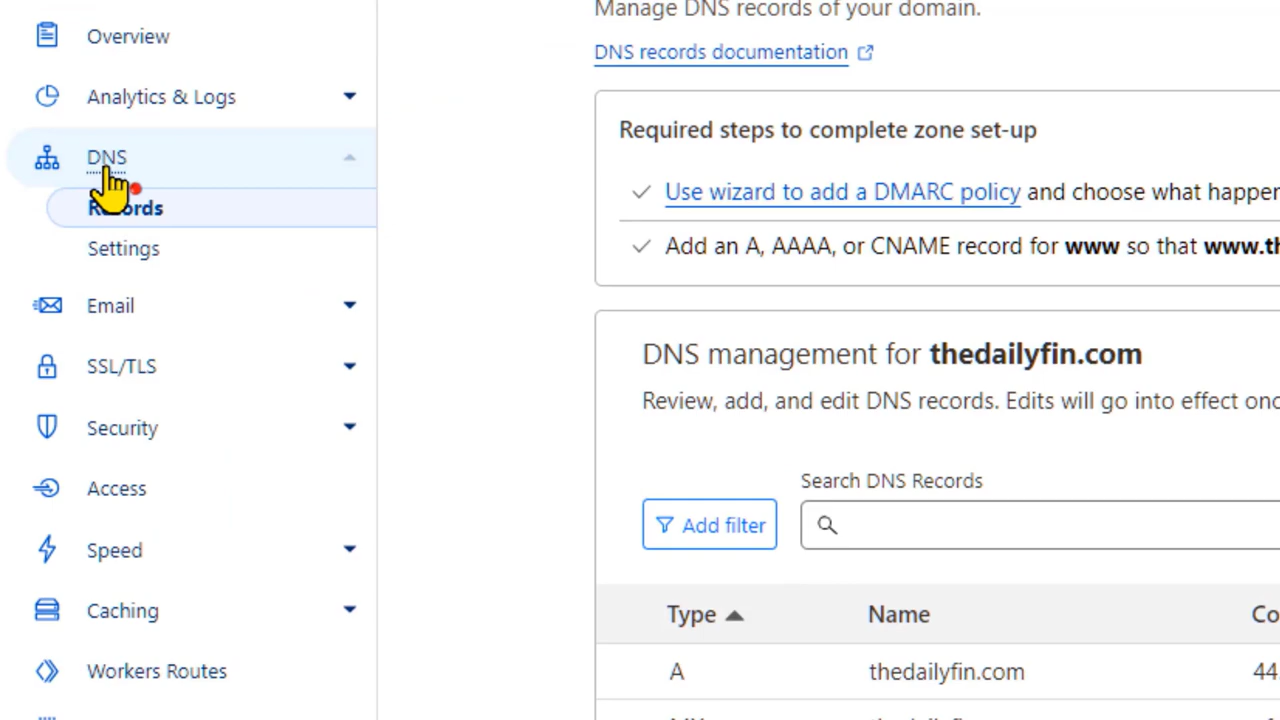 Overview
Analytics & Logs
DNS
Records
Settings
Email
SSL/TLS
Security
Access
Speed
Caching
Workers Routes
Manage DNS records of your domain.
DNS records documentation
Required steps to complete zone set-up
Use wizard to add a DMARC policy and choose what happen
Add an A, AAAA, or CNAME record for www so that www.th
DNS management for thedailyfin.com
Review, add, and edit DNS records. Edits will go into effect onc
Search DNS Records
Add filter
Type Name Co
A thedailyfin.com 44.